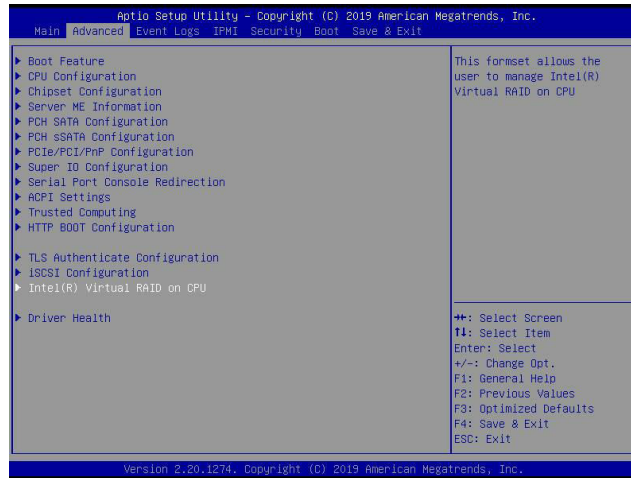 Aptio Setup Utility – Copyright (C) 2019 American Megatrends, Inc.
Main Advanced Event Logs IPMI Security Boot Save & Exit
▶ Boot Feature
▶ CPU Configuration
▶ Chipset Configuration
▶ Server ME Information
▶ PCH SATA Configuration
▶ PCH sSATA Configuration
▶ PCIe/PCI/PnP Configuration
▶ Super IO Configuration
▶ Serial Port Console Redirection
▶ ACPI Settings
▶ Trusted Computing
▶ HTTP BOOT Configuration
▶ TLS Authenticate Configuration
▶ iSCSI Configuration
▶ Intel(R) Virtual RAID on CPU
▶ Driver Health
This formset allows the
user to manage Intel(R)
Virtual RAID on CPU
→←: Select Screen
↑↓: Select Item
Enter: Select
+/-: Change Opt.
F1: General Help
F2: Previous Values
F3: Optimized Defaults
F4: Save & Exit
ESC: Exit
Version 2.20.1274. Copyright (C) 2019 American Megatrends, Inc.